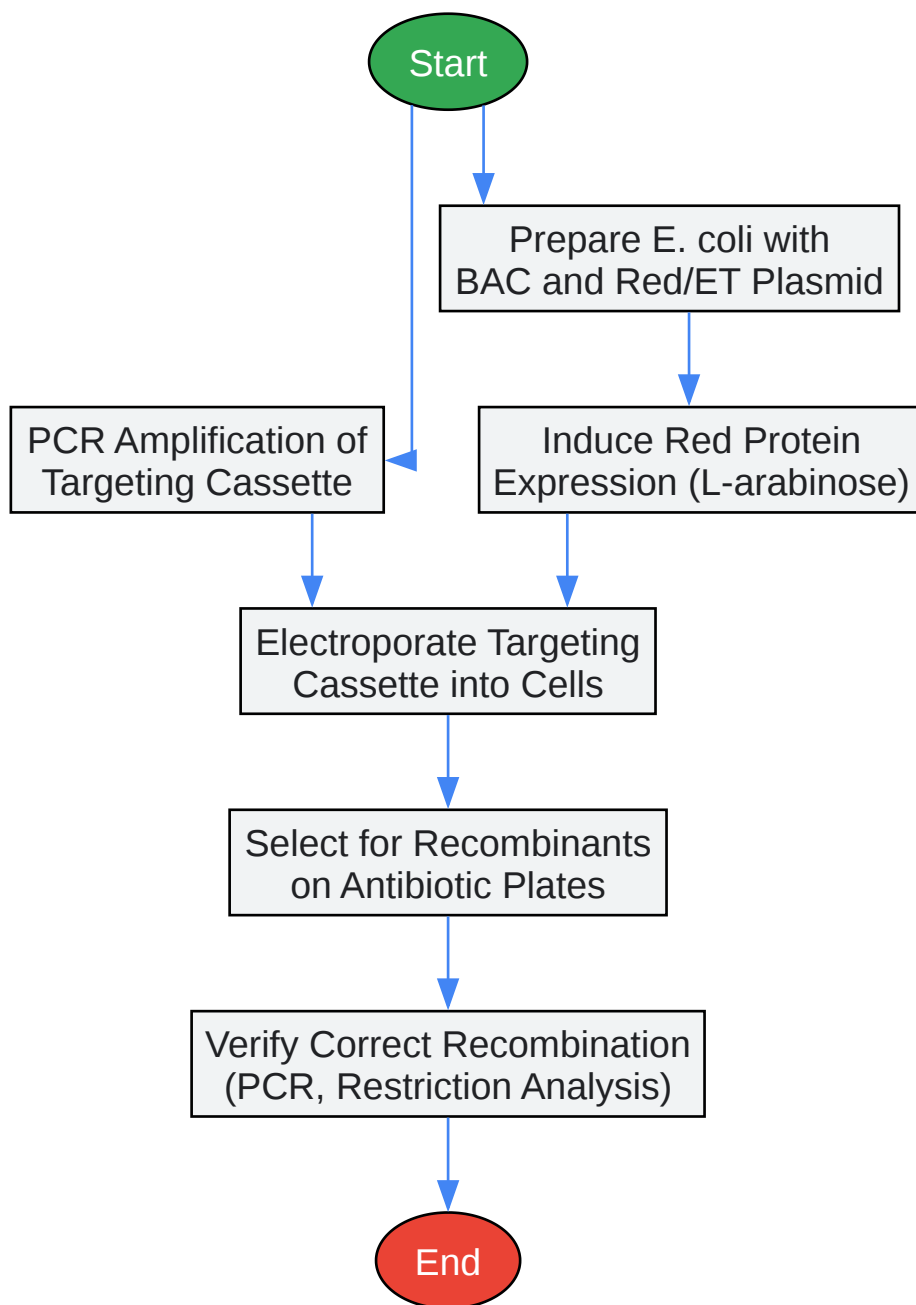 Start
Prepare E. coli with
BAC and Red/ET Plasmid
PCR Amplification of
Targeting Cassette
Induce Red Protein
Expression (L-arabinose)
Electroporate Targeting
Cassette into Cells
Select for Recombinants
on Antibiotic Plates
Verify Correct Recombination
(PCR, Restriction Analysis)
End